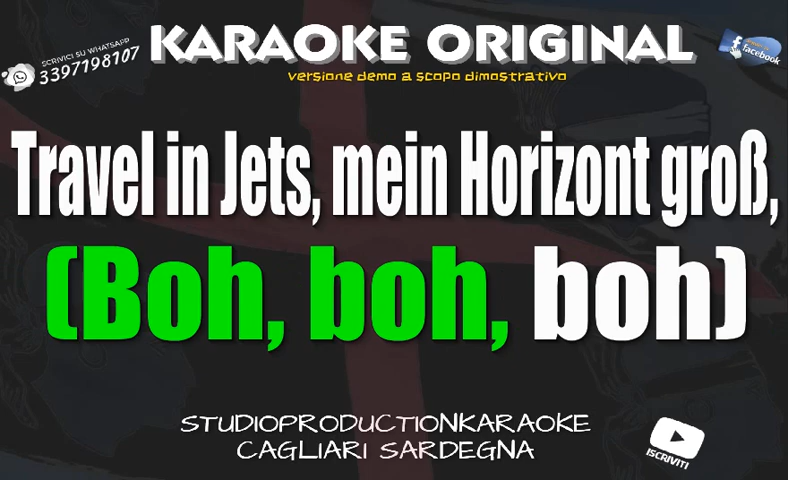 KARAOKE ORIGINAL
SCRIVICI SU WHATSAPP
3397198107
versione demo a scopo dimostrativo
facebook
Travel in Jets, mein Horizont groß,
(Boh, boh, boh)
STUDIOPRODUCTIONKARAOKE
CAGLIARI SARDEGNA
ISCRIVITI